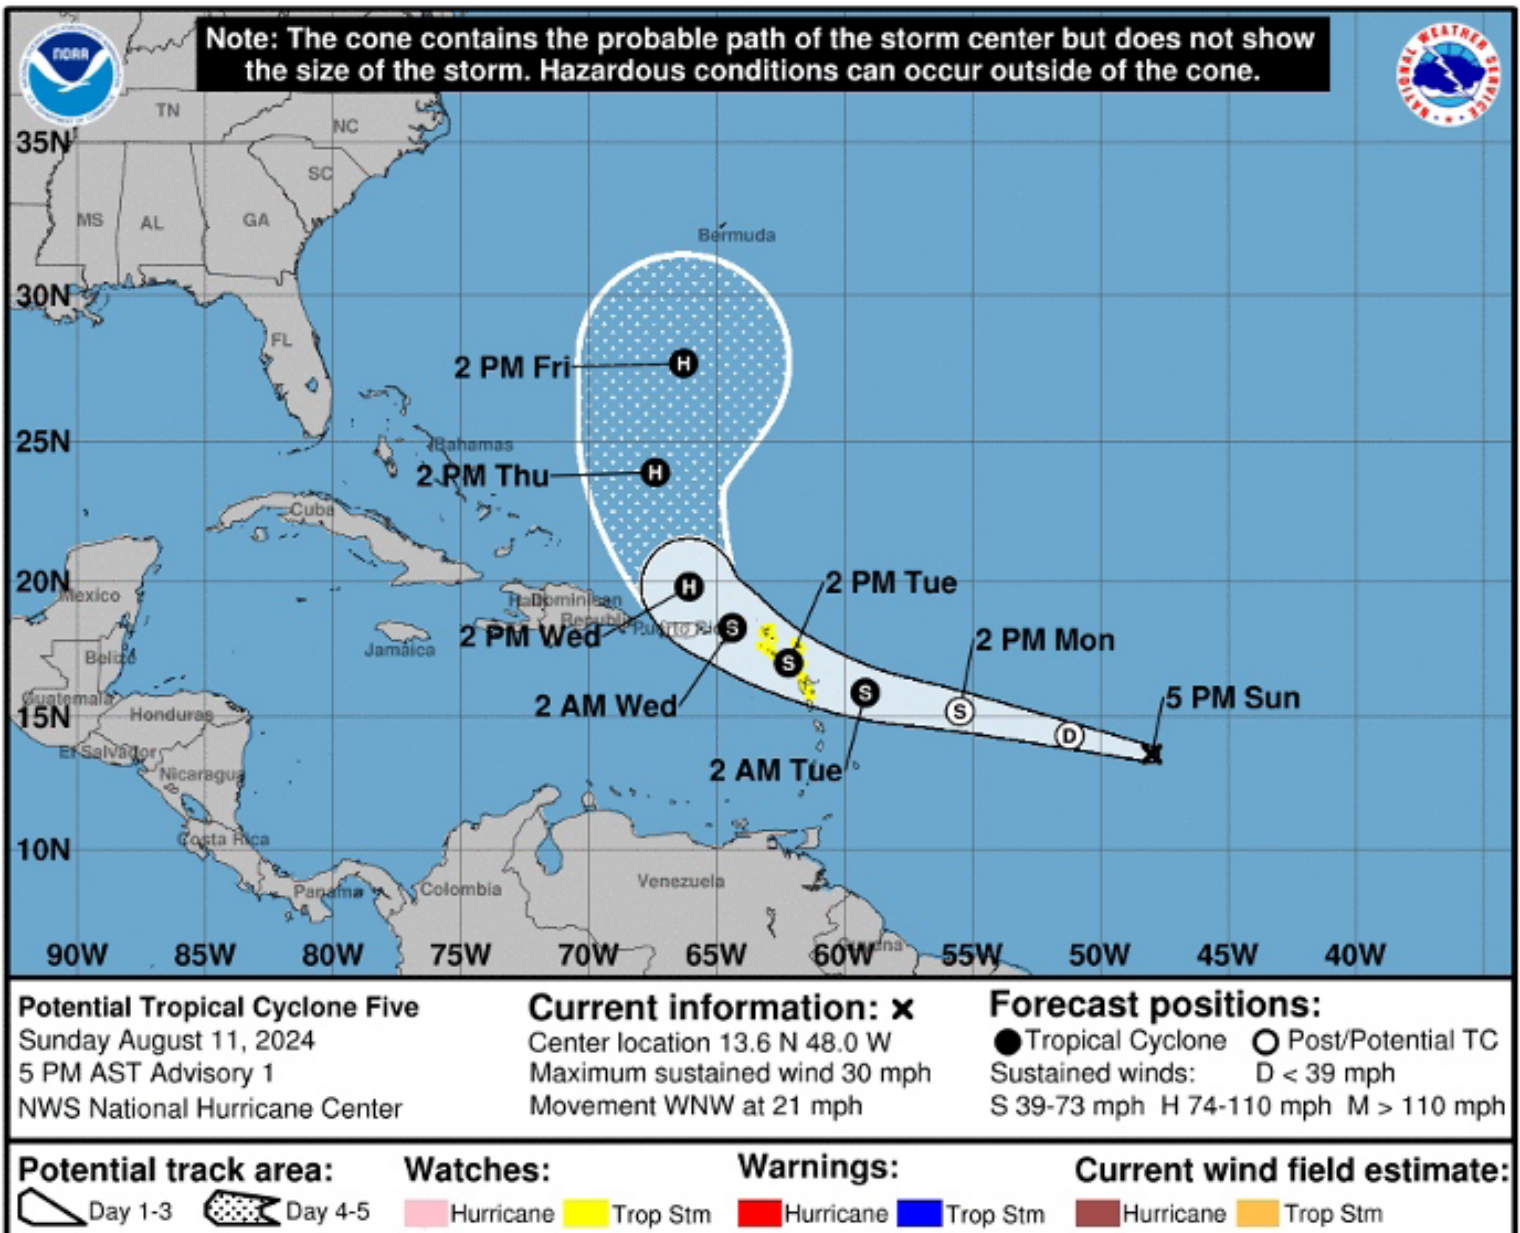 Note: The cone contains the probable path of the storm center but does not show
the size of the storm. Hazardous conditions can occur outside of the cone.
NOAA
NATIONAL WEATHER SERVICE
TN
NC
35N
SC
MS
AL
GA
Bermuda
30N
FL
2 PM Fri
H
25N
Bahamas
2 PM Thu
H
Cuba
20N
Mexico
H
2 PM Tue
Dominican
Republic
2 PM Wed
Puerto Rico
S
2 PM Mon
Jamaica
Belize
S
S
Guatemala
2 AM Wed
5 PM Sun
15N
Honduras
S
D
El Salvador
2 AM Tue
Nicaragua
Costa Rica
10N
Panama
Colombia
Venezuela
Guyana
90W 85W 80W 75W 70W 65W 60W 55W 50W 45W 40W
Potential Tropical Cyclone Five
Sunday August 11, 2024
5 PM AST Advisory 1
NWS National Hurricane Center
Current information: x
Center location 13.6 N 48.0 W
Maximum sustained wind 30 mph
Movement WNW at 21 mph
Forecast positions:
Tropical Cyclone Post/Potential TC
Sustained winds: D < 39 mph
S 39-73 mph H 74-110 mph M > 110 mph
Potential track area:
Day 1-3 Day 4-5
Watches:
Hurricane Trop Stm
Warnings:
Hurricane Trop Stm
Current wind field estimate:
Hurricane Trop Stm